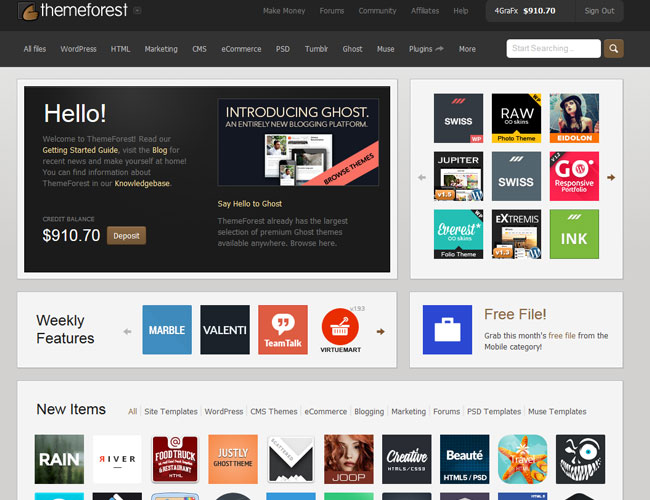 themeforest
Make Money Forums Community Affiliates Help 4GraFx $910.70 Sign Out
All files WordPress HTML Marketing CMS eCommerce PSD Tumblr Ghost Muse Plugins More Start Searching ..
Hello!
Welcome to ThemeForest! Read our
Getting Started Guide, visit the Blog for
recent news and make yourself at home!
You can find information about
ThemeForest in our Knowledgebase.
CREDIT BALANCE
$910.70 Deposit
INTRODUCING GHOST.
AN ENTIRELY NEW BLOGGING PLATFORM.
BROWSE THEMES
Say Hello to Ghost
ThemeForest already has the largest
selection of premium Ghost themes
available anywhere. Browse here.
SWISS
WP
RAW
OO skins
WP
Photo Theme
EIDOLON
JUPITER
v1.5
SWISS
GO
Responsive
Portfolio
Everest
OO skins
Folio Theme
EXTREMIS
v1.3
INK
Weekly
Features
MARBLE
VALENTI
TeamTalk
v1.9.3
VIRTUEMART
Free File!
Grab this month's free file from the
Mobile category!
New Items
All Site Templates WordPress CMS Themes eCommerce Blogging Marketing Forums PSD Templates Muse Templates
RAIN
ЯIVER
HTML
FOOD TRUCK
& RESTAURANT
HTML
JUSTLY
GHOST THEME
SCATTERED
JOOP
Creative
HTML5/CSS3
Beauté
HTML5 / PSD
Travel
HTML